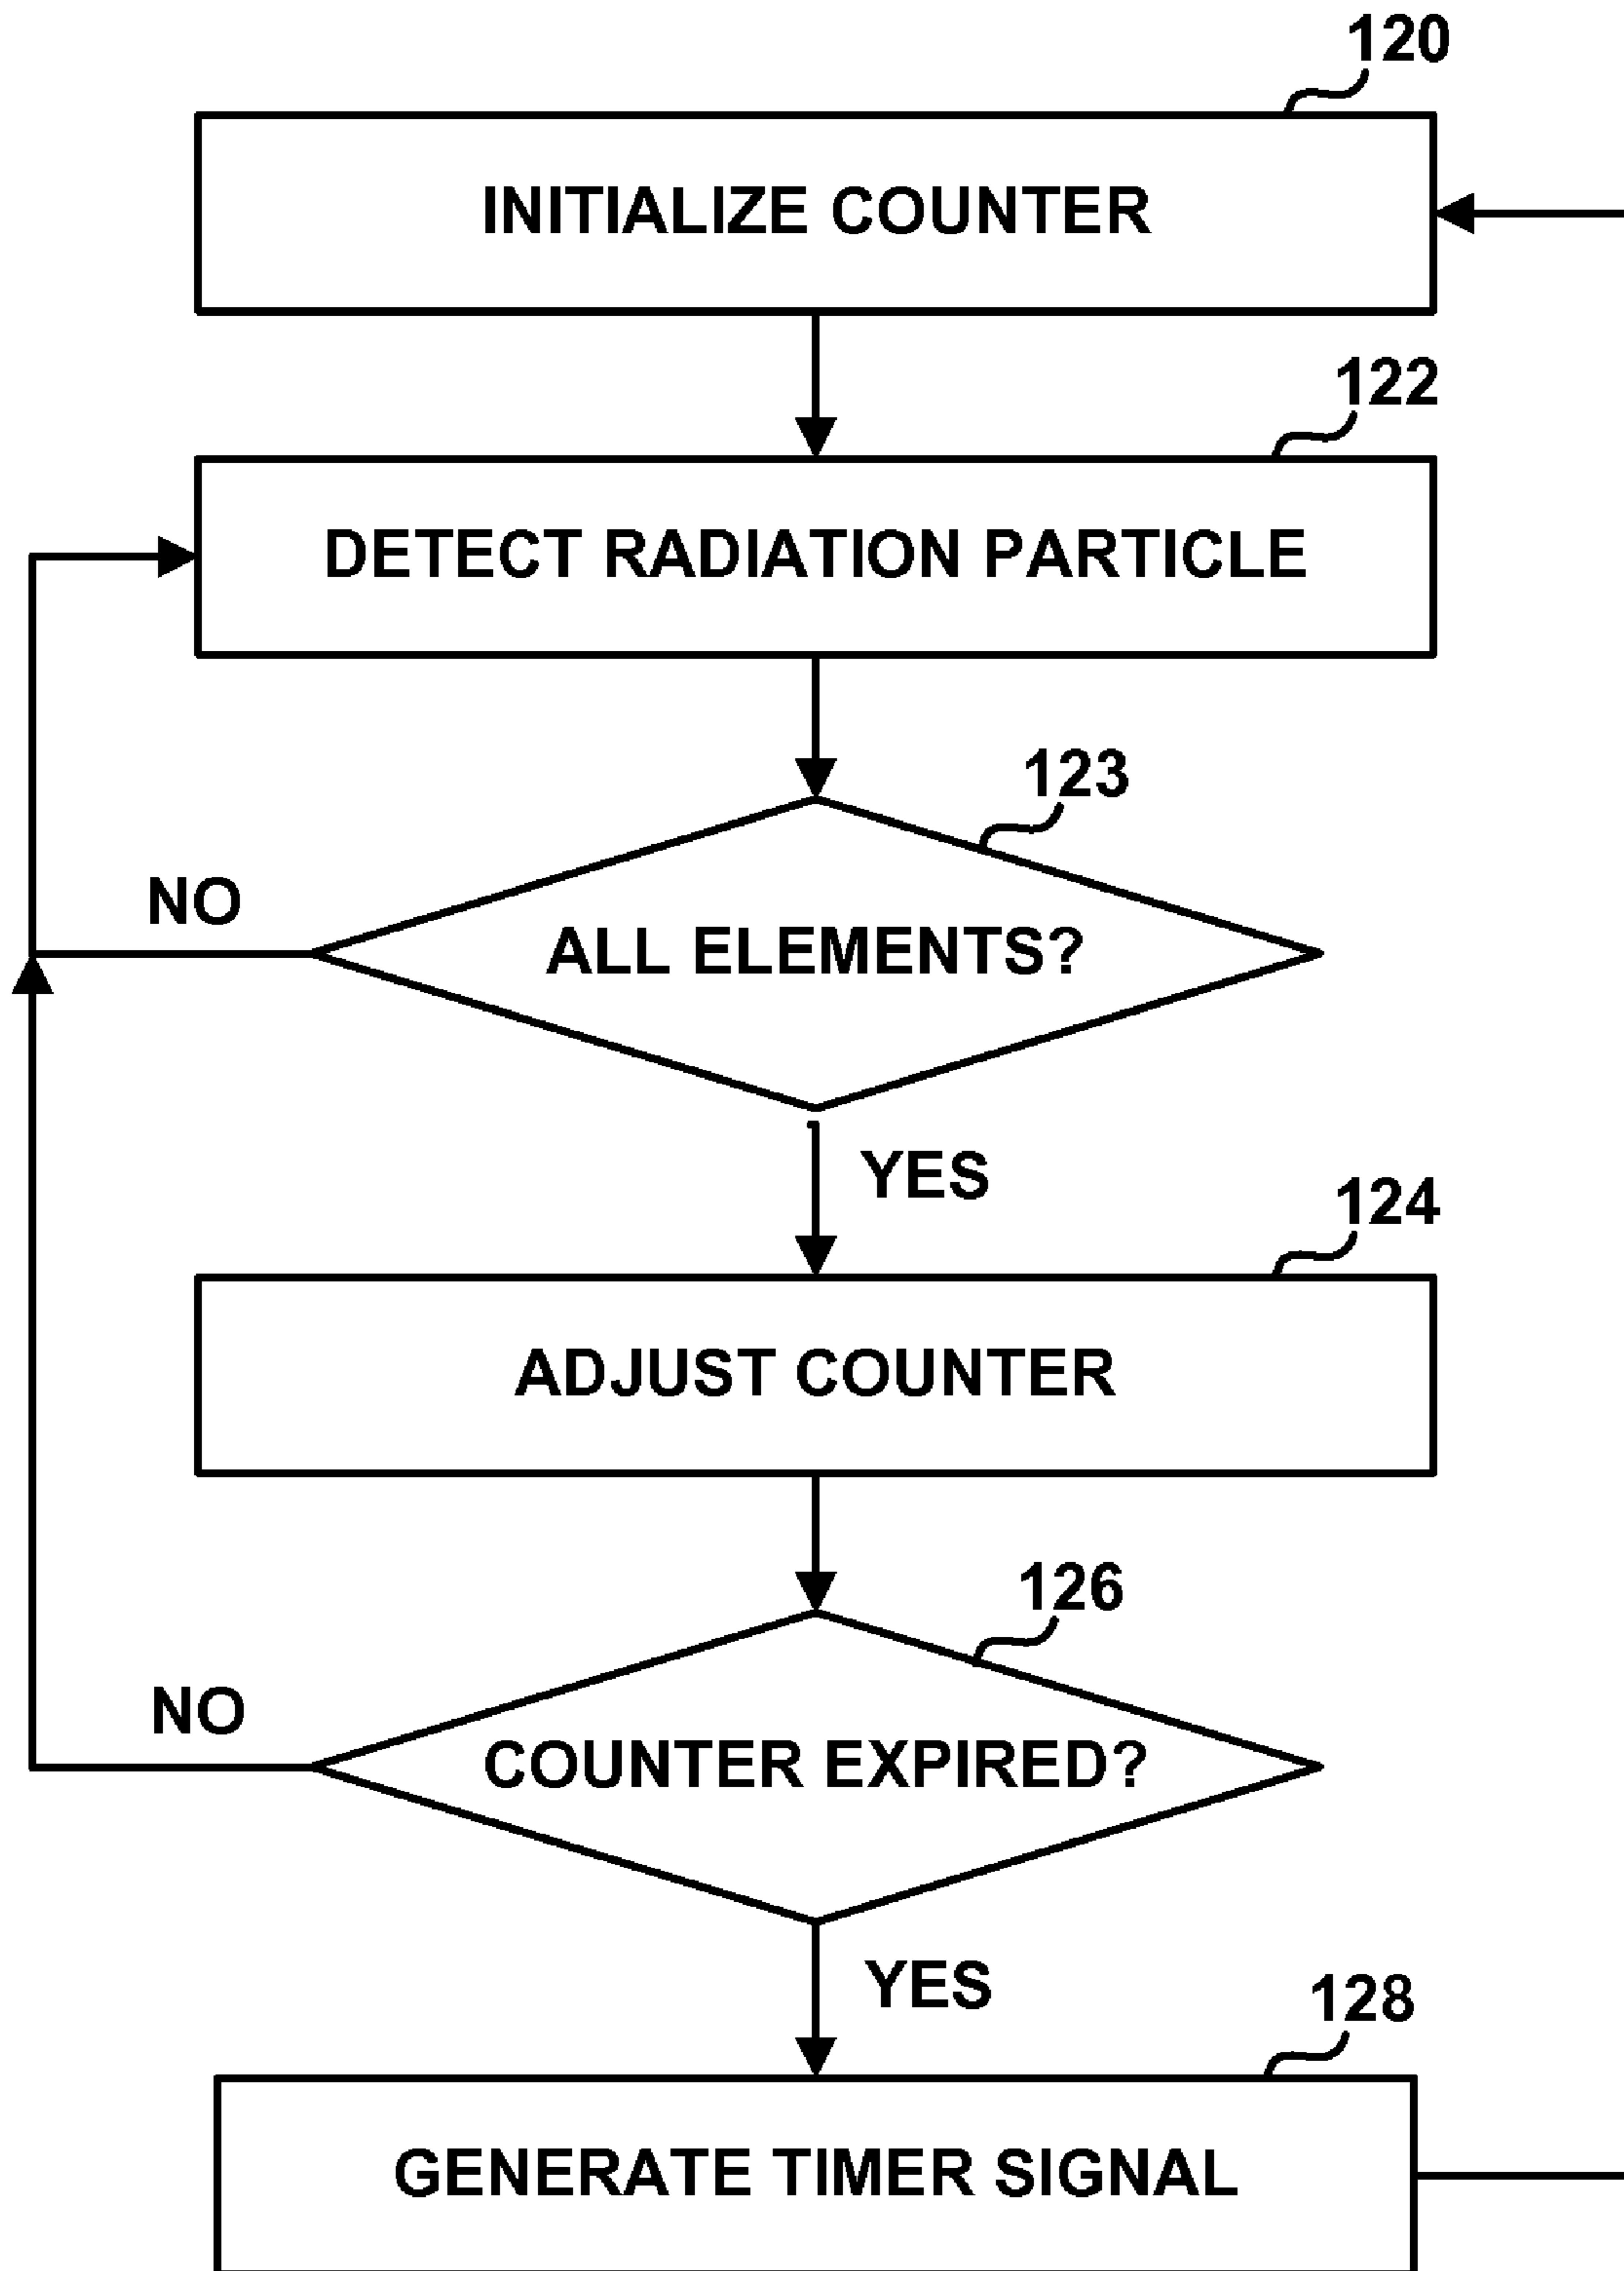 120
INITIALIZE COUNTER
122
DETECT RADIATION PARTICLE
123
NO
ALL ELEMENTS?
YES
124
ADJUST COUNTER
126
NO
COUNTER EXPIRED?
YES
128
GENERATE TIMER SIGNAL